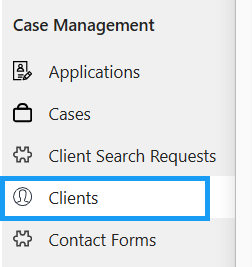 Case Management
Applications
Cases
Client Search Requests
Clients
Contact Forms